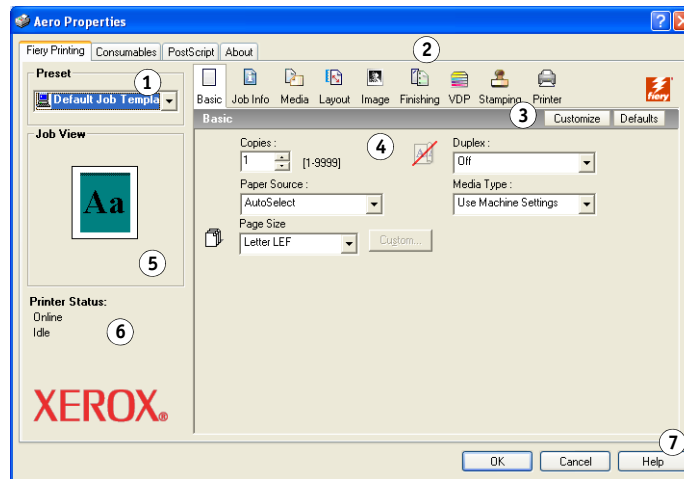 Aero Properties
Fiery Printing Consumables PostScript About
2
Preset
1
Default Job Templa
Basic Job Info Media Layout Image Finishing VDP Stamping Printer
fiery
Basic
3
Customize Defaults
Job View
Aa
5
Copies :
1 [1-9999]
4
Duplex :
Off
Paper Source :
AutoSelect
Media Type :
Use Machine Settings
Page Size
Letter LEF
Custom...
Printer Status:
Online
Idle
6
XEROX®
7
OK Cancel Help